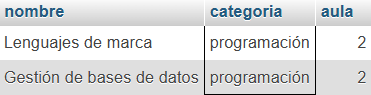 nombre categoria aula
Lenguajes de marca programación 2
Gestión de bases de datos programación 2